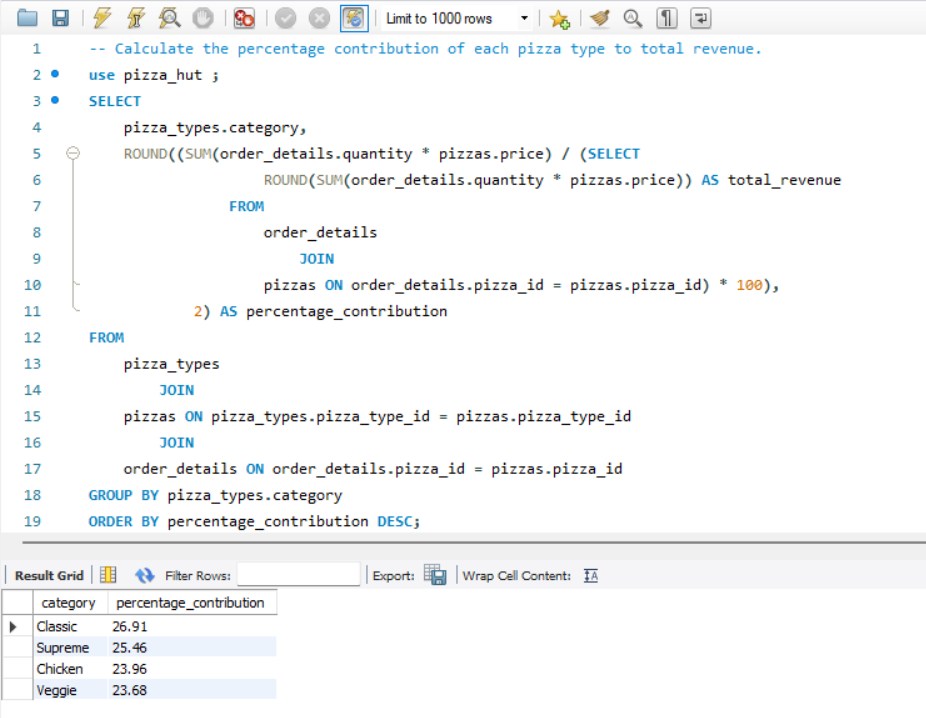 Limit to 1000 rows
1 -- Calculate the percentage contribution of each pizza type to total revenue.
2 use pizza_hut ;
3 SELECT
4 pizza_types.category,
5 ROUND((SUM(order_details.quantity * pizzas.price) / (SELECT
6 ROUND(SUM(order_details.quantity * pizzas.price)) AS total_revenue
7 FROM
8 order_details
9 JOIN
10 pizzas ON order_details.pizza_id = pizzas.pizza_id) * 100),
11 2) AS percentage_contribution
12 FROM
13 pizza_types
14 JOIN
15 pizzas ON pizza_types.pizza_type_id = pizzas.pizza_type_id
16 JOIN
17 order_details ON order_details.pizza_id = pizzas.pizza_id
18 GROUP BY pizza_types.category
19 ORDER BY percentage_contribution DESC;
Result Grid Filter Rows: Export: Wrap Cell Content: IA
category percentage_contribution
Classic 26.91
Supreme 25.46
Chicken 23.96
Veggie 23.68